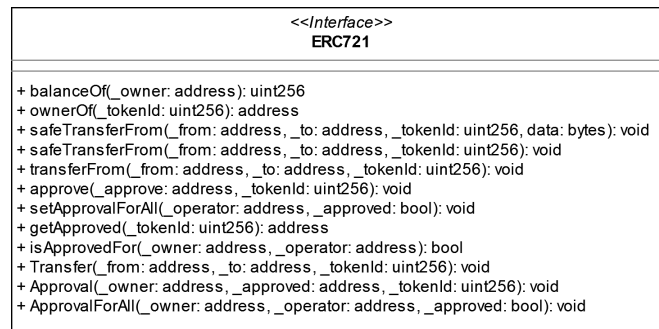 <<Interface>>
ERC721
+ balanceOf(_owner: address): uint256
+ ownerOf(_tokenId: uint256): address
+ safeTransferFrom(_from: address, _to: address, _tokenId: uint256, data: bytes): void
+ safeTransferFrom(_from: address, _to: address, _tokenId: uint256): void
+ transferFrom(_from: address, _to: address, _tokenId: uint256): void
+ approve(_approve: address, _tokenId: uint256): void
+ setApprovalForAll(_operator: address, _approved: bool): void
+ getApproved(_tokenId: uint256): address
+ isApprovedFor(_owner: address, _operator: address): bool
+ Transfer(_from: address, _to: address, _tokenId: uint256): void
+ Approval(_owner: address, _approved: address, _tokenId: uint256): void
+ ApprovalForAll(_owner: address, _operator: address, _approved: bool): void